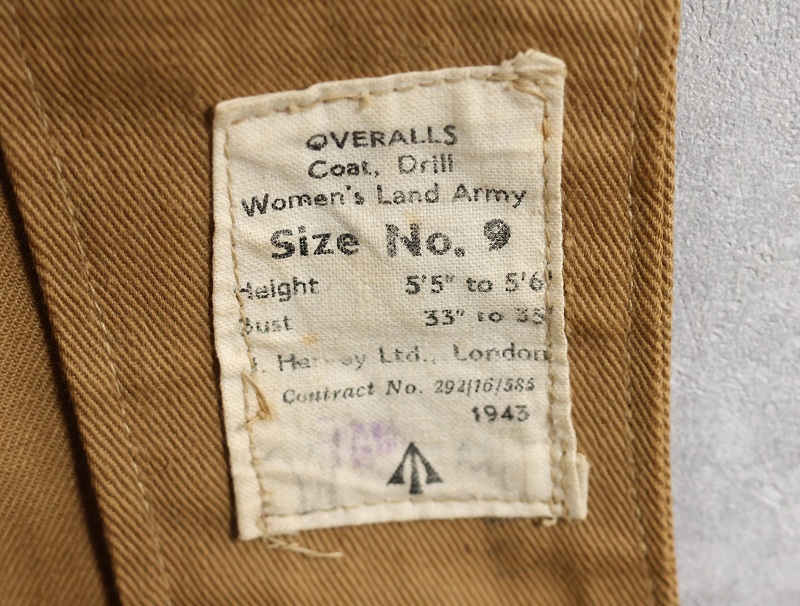 OVERALLS
Coat, Drill
Women's Land Army
Size No. 9
Height 5'5" to 5'6"
Bust 33" to 35"
Ltd., London
Contract No. 292/16/585
1943